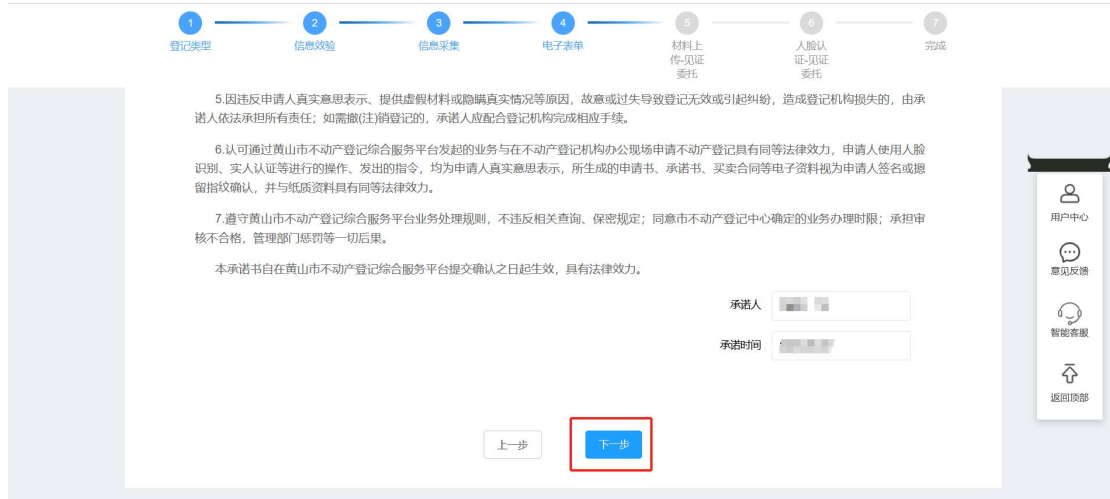 1
2
3
4
5
6
7
登记类型
信息效验
信息采集
电子表单
材料上
传-见证
委托
人脸认
证-见证
委托
完成
5.因违反申请人真实意思表示、提供虚假材料或隐瞒真实情况等原因，故意或过失导致登记无效或引起纠纷，造成登记机构损失的，由承
诺人依法承担所有责任；如需撤(注)销登记的，承诺人应配合登记机构完成相应手续。
6.认可通过黄山市不动产登记综合服务平台发起的业务与在不动产登记机构办公现场申请不动产登记具有同等法律效力，申请人使用人脸
识别、实人认证等进行的操作、发出的指令，均为申请人真实意思表示，所生成的申请书、承诺书、买卖合同等电子资料视为申请人签名或摁
留指纹确认，并与纸质资料具有同等法律效力。
7.遵守黄山市不动产登记综合服务平台业务处理规则，不违反相关查询、保密规定；同意市不动产登记中心确定的业务办理时限；承担审
核不合格，管理部门惩罚等一切后果。
本承诺书自在黄山市不动产登记综合服务平台提交确认之日起生效，具有法律效力。
承诺人
承诺时间
上一步
下一步
用户中心
意见反馈
智能客服
返回顶部